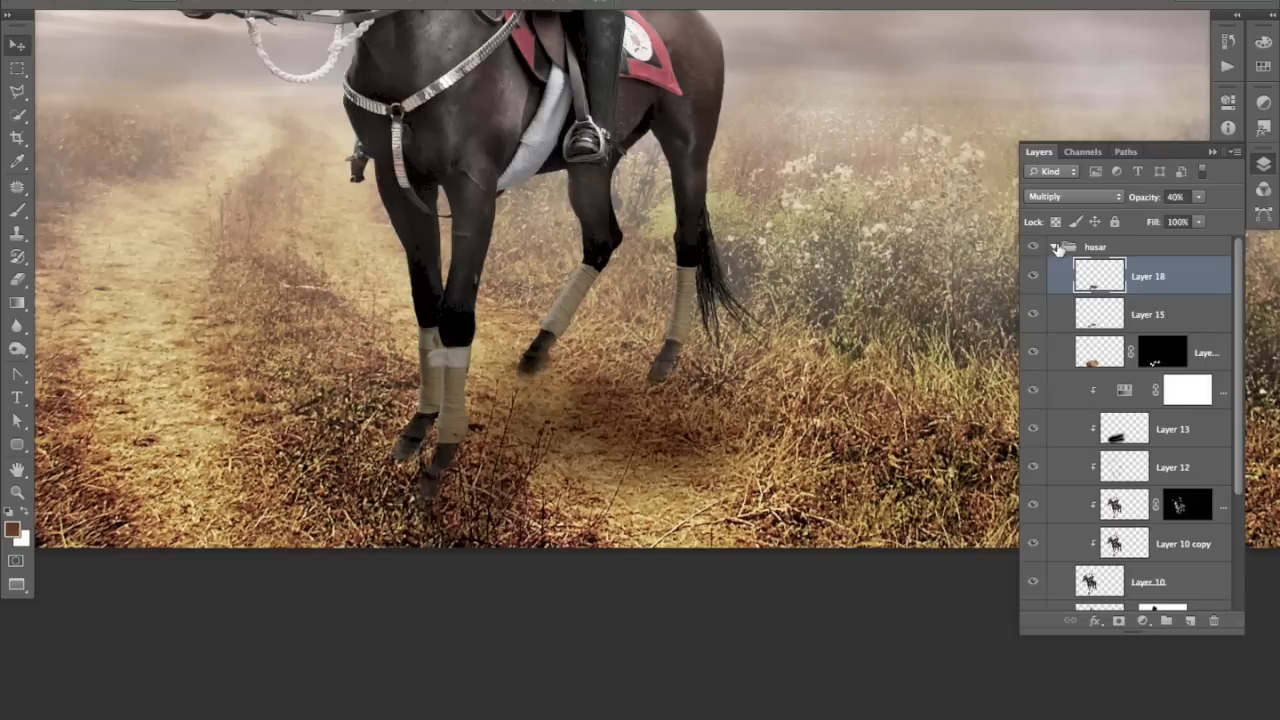 Layers Channels Paths
Kind
Multiply Opacity: 40%
Lock: Fill: 100%
husar
Layer 18
Layer 15
Laye...
...
Layer 13
Layer 12
...
Layer 10 copy
Layer 10